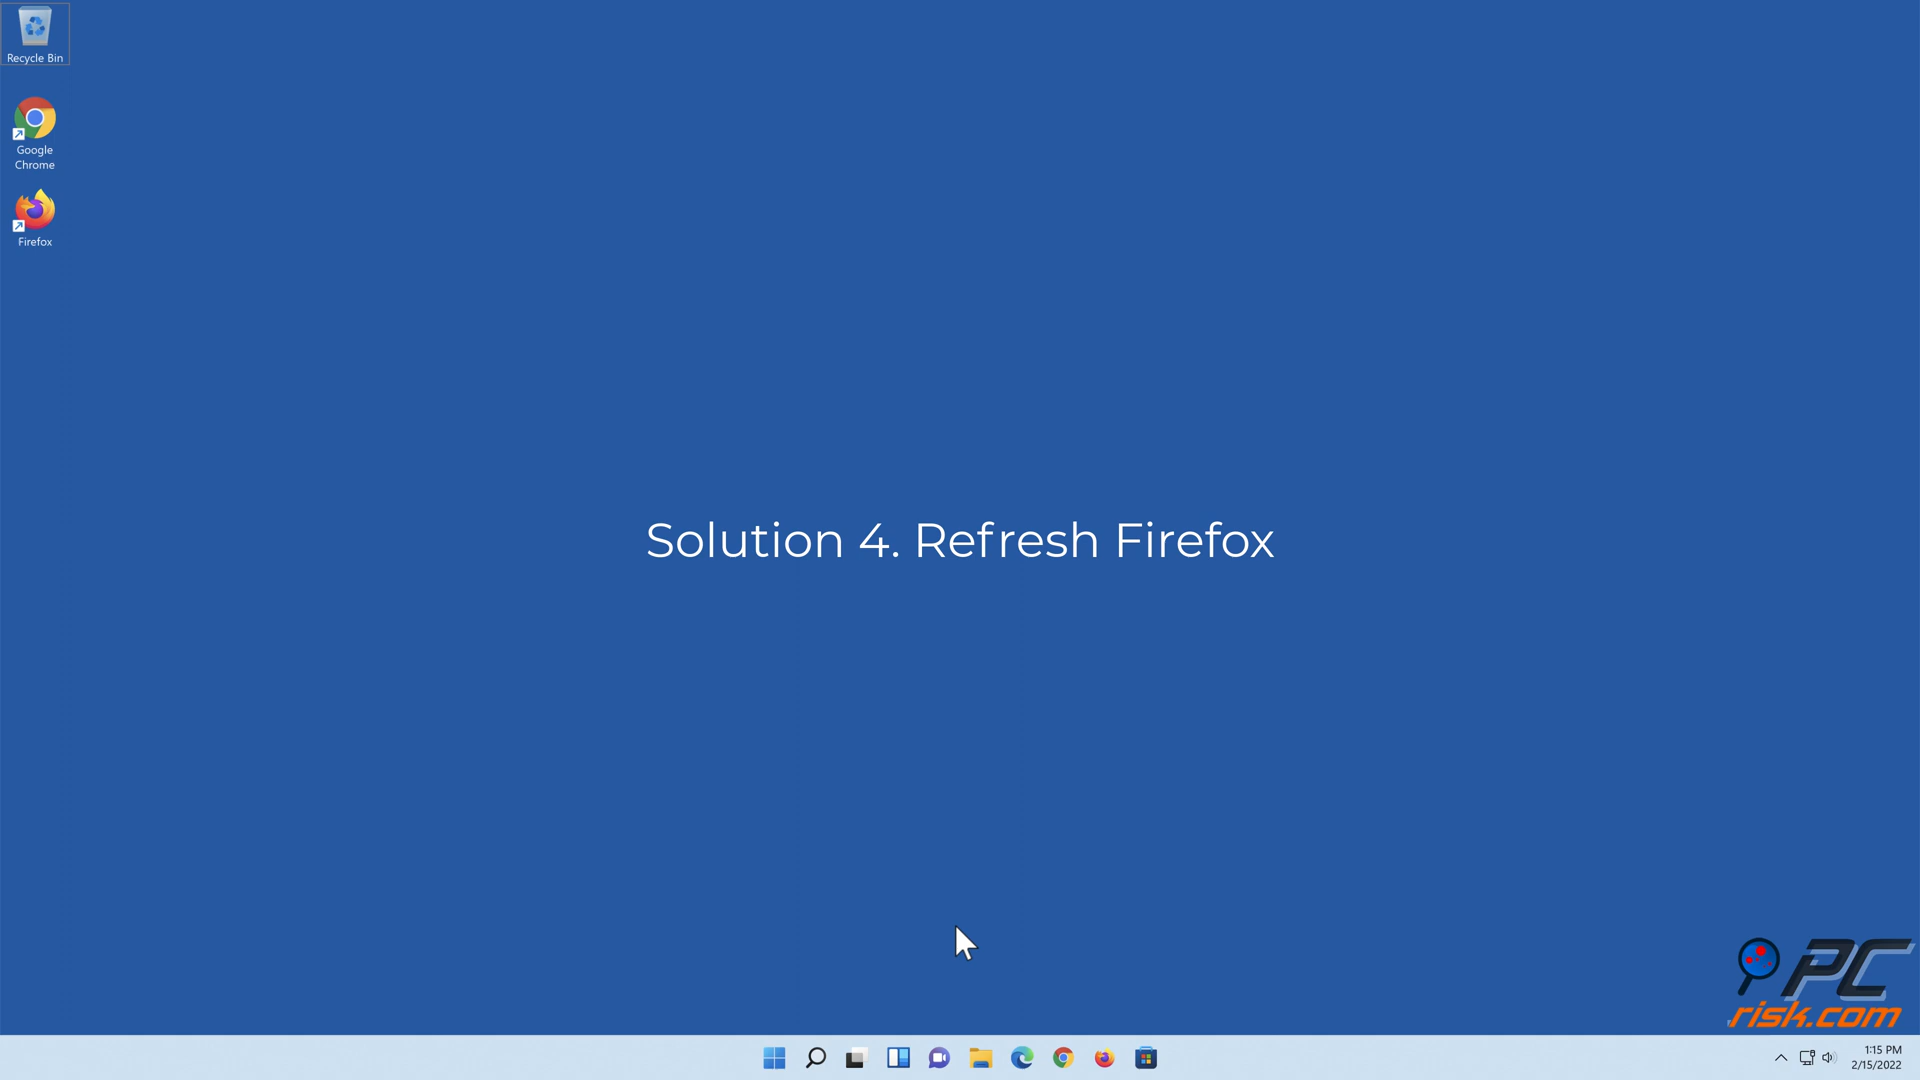 Recycle Bin
Google
Chrome
Firefox
Solution 4. Refresh Firefox
PC
risk.com
1:15 PM
2/15/2022